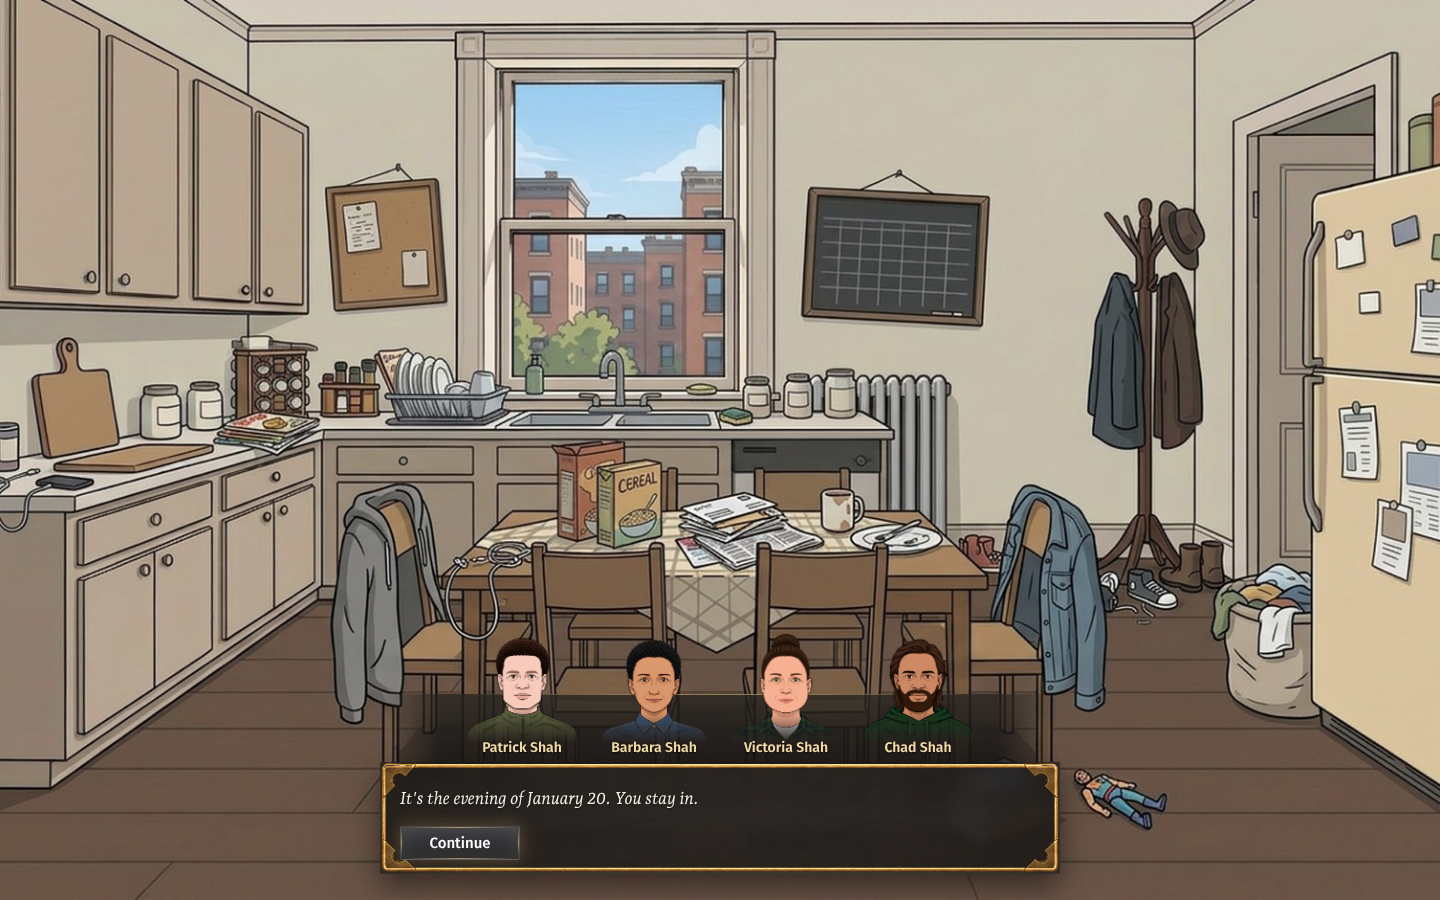 CEREAL
Patrick Shah
Barbara Shah
Victoria Shah
Chad Shah
It's the evening of January 20. You stay in.
Continue